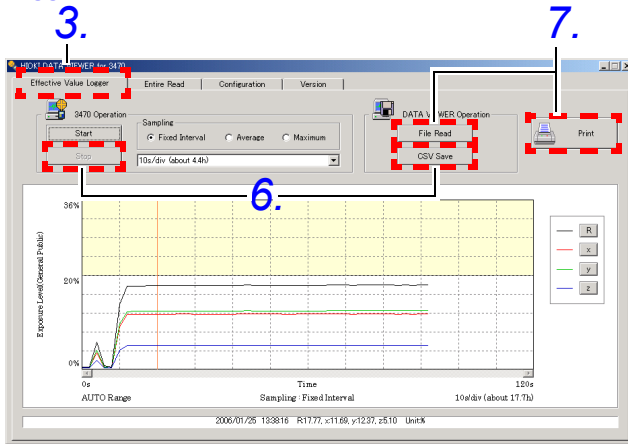 3.
7.
HIOKI DATA VIEWER for 3470
Effective Value Logger
Entire Read
Configuration
Version
3470 Operation
Start
Stop
Sampling
Fixed Interval
Average
Maximum
10s/div (about 4.4h)
DATA VIEWER Operation
File Read
CSV Save
Print
6.
Exposure Level(General Public)
36%
20%
0%
R
x
y
z
0s
Time
120s
AUTO Range
Sampling : Fixed Interval
10s/div (about 17.7h)
2006/01/25 13:38:16 R:17.77, x:11.69, y:12.37, z:5.10 Unit:%